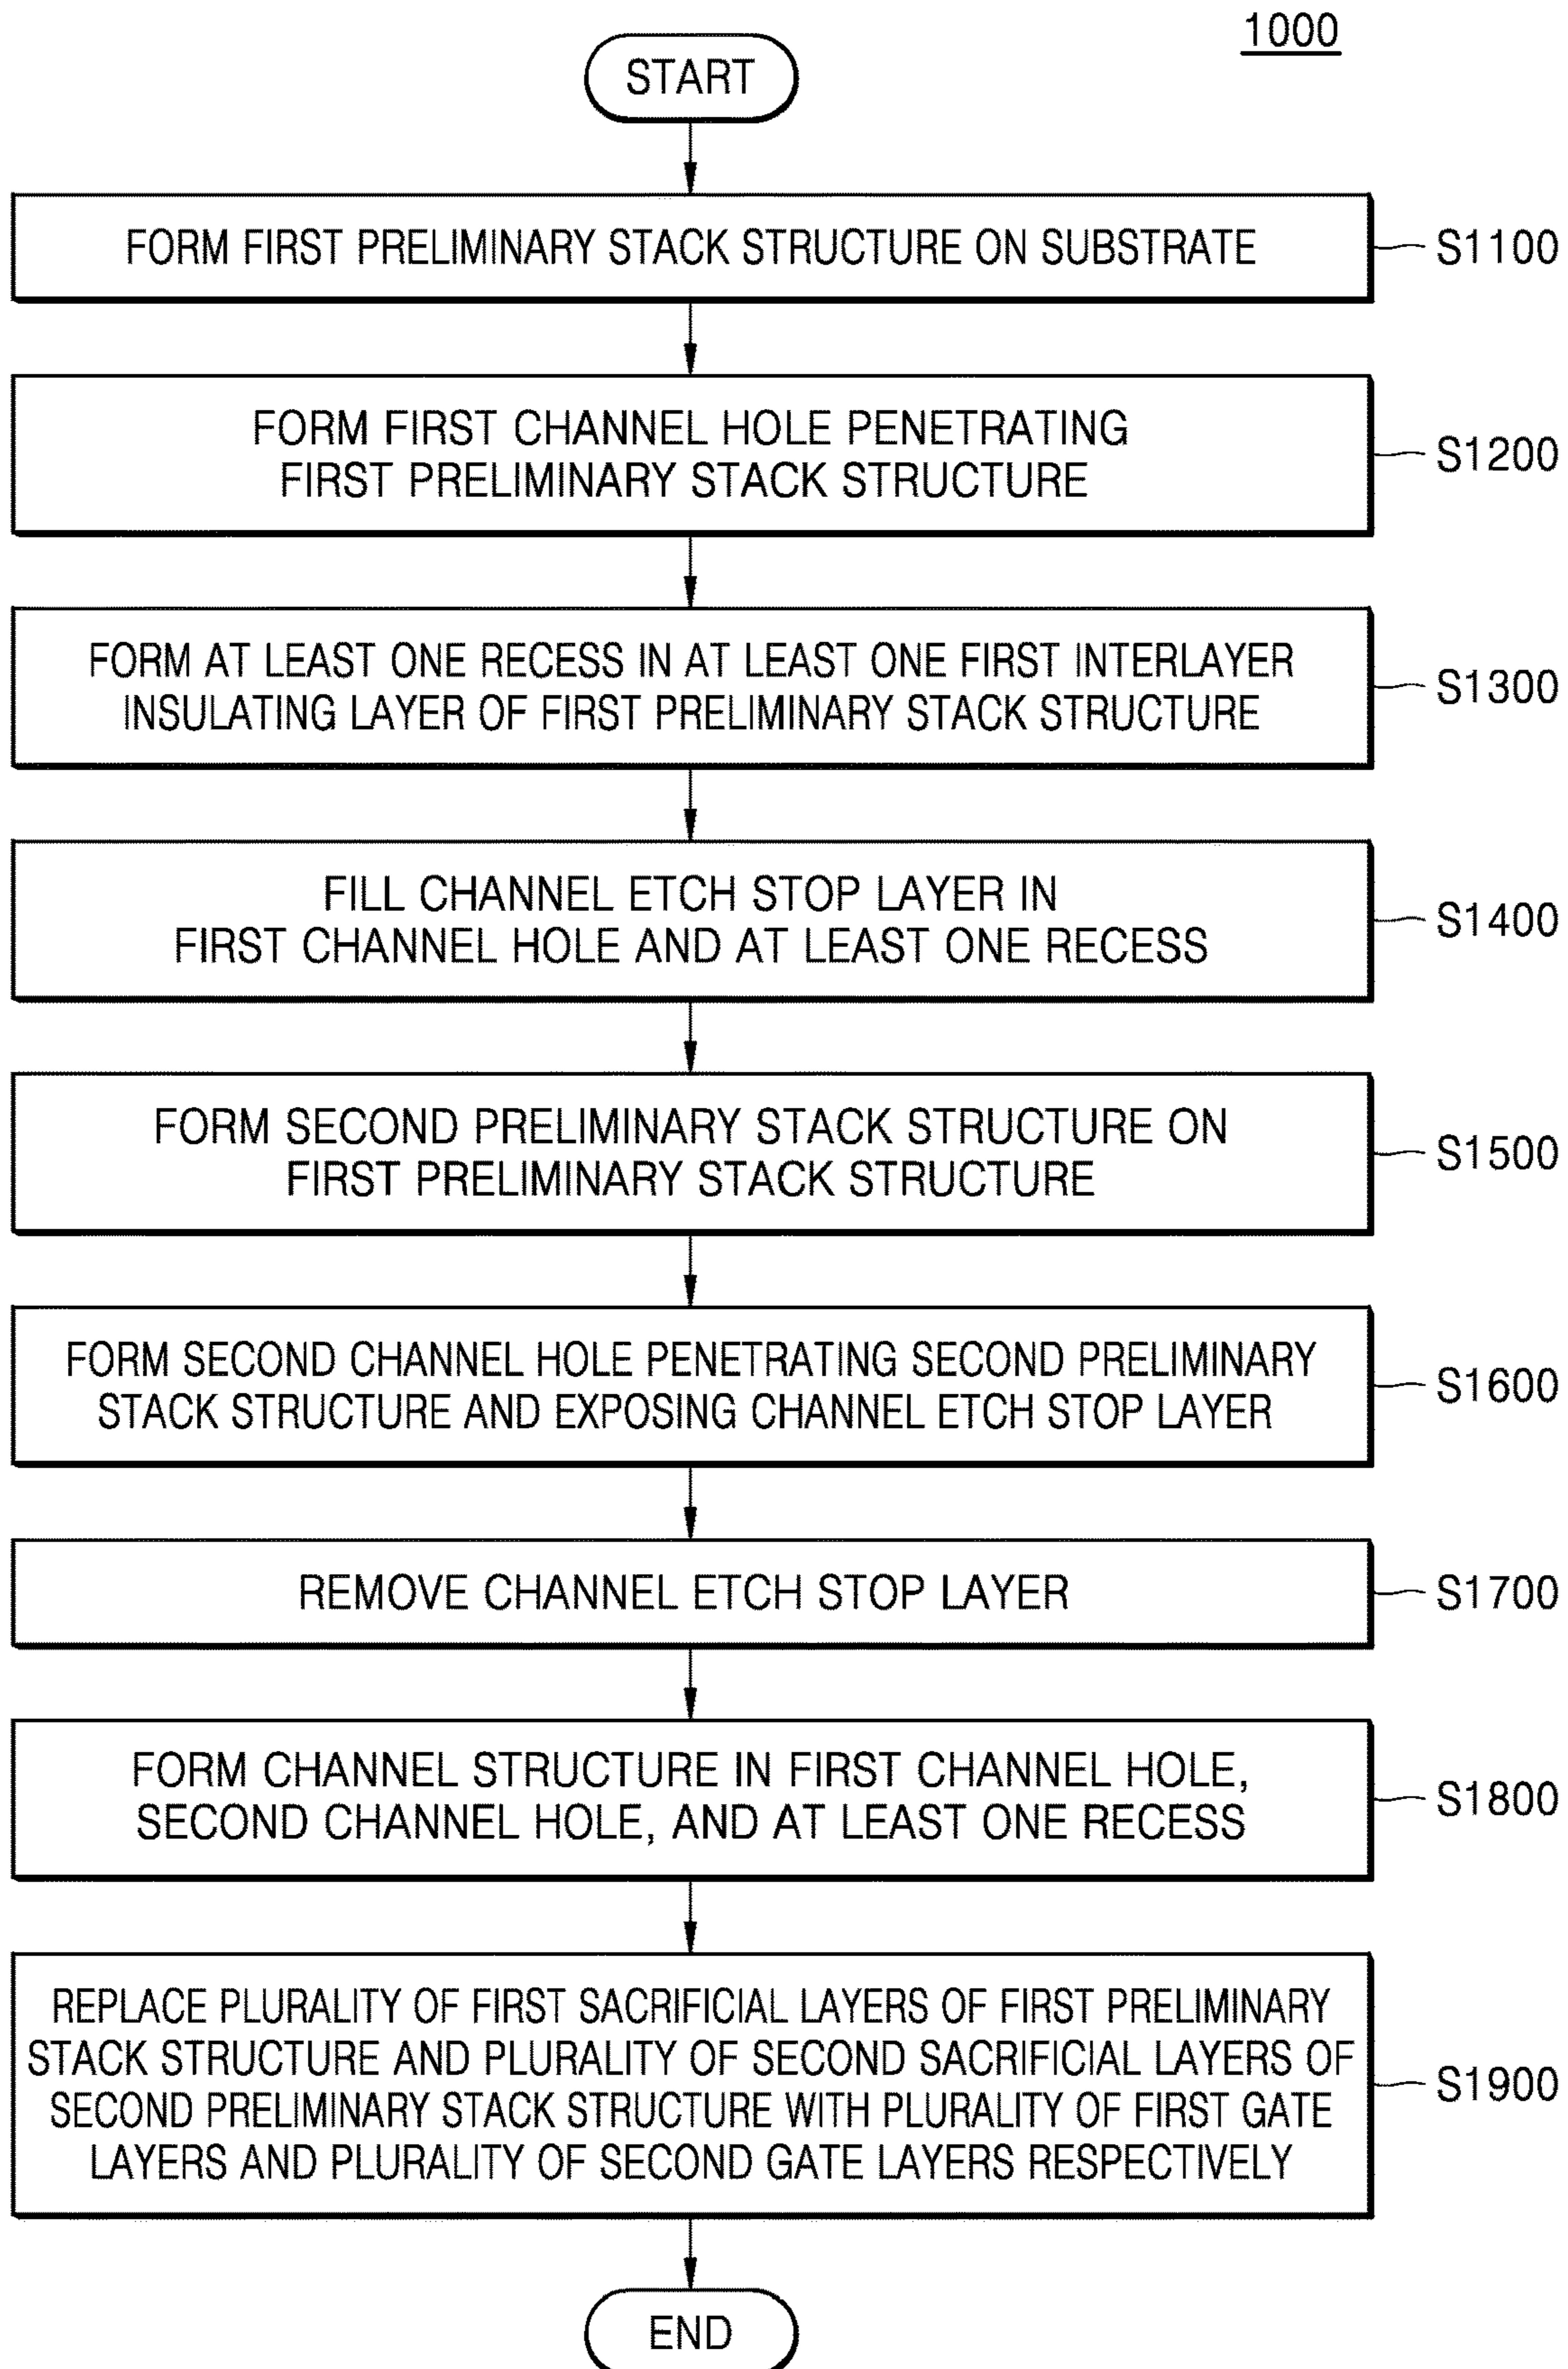 1000
START
FORM FIRST PRELIMINARY STACK STRUCTURE ON SUBSTRATE
S1100
FORM FIRST CHANNEL HOLE PENETRATING
FIRST PRELIMINARY STACK STRUCTURE
S1200
FORM AT LEAST ONE RECESS IN AT LEAST ONE FIRST INTERLAYER
INSULATING LAYER OF FIRST PRELIMINARY STACK STRUCTURE
S1300
FILL CHANNEL ETCH STOP LAYER IN
FIRST CHANNEL HOLE AND AT LEAST ONE RECESS
S1400
FORM SECOND PRELIMINARY STACK STRUCTURE ON
FIRST PRELIMINARY STACK STRUCTURE
S1500
FORM SECOND CHANNEL HOLE PENETRATING SECOND PRELIMINARY
STACK STRUCTURE AND EXPOSING CHANNEL ETCH STOP LAYER
S1600
REMOVE CHANNEL ETCH STOP LAYER
S1700
FORM CHANNEL STRUCTURE IN FIRST CHANNEL HOLE,
SECOND CHANNEL HOLE, AND AT LEAST ONE RECESS
S1800
REPLACE PLURALITY OF FIRST SACRIFICIAL LAYERS OF FIRST PRELIMINARY
STACK STRUCTURE AND PLURALITY OF SECOND SACRIFICIAL LAYERS OF
SECOND PRELIMINARY STACK STRUCTURE WITH PLURALITY OF FIRST GATE
LAYERS AND PLURALITY OF SECOND GATE LAYERS RESPECTIVELY
S1900
END